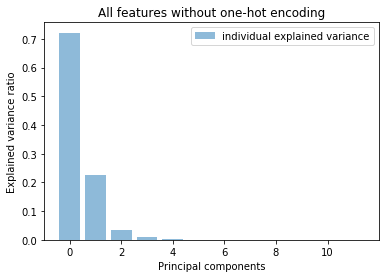 All features without one-hot encoding
individual explained variance
Explained variance ratio
0.7
0.6
0.5
0.4
0.3
0.2
0.1
0.0
0 2 4 6 8 10
Principal components